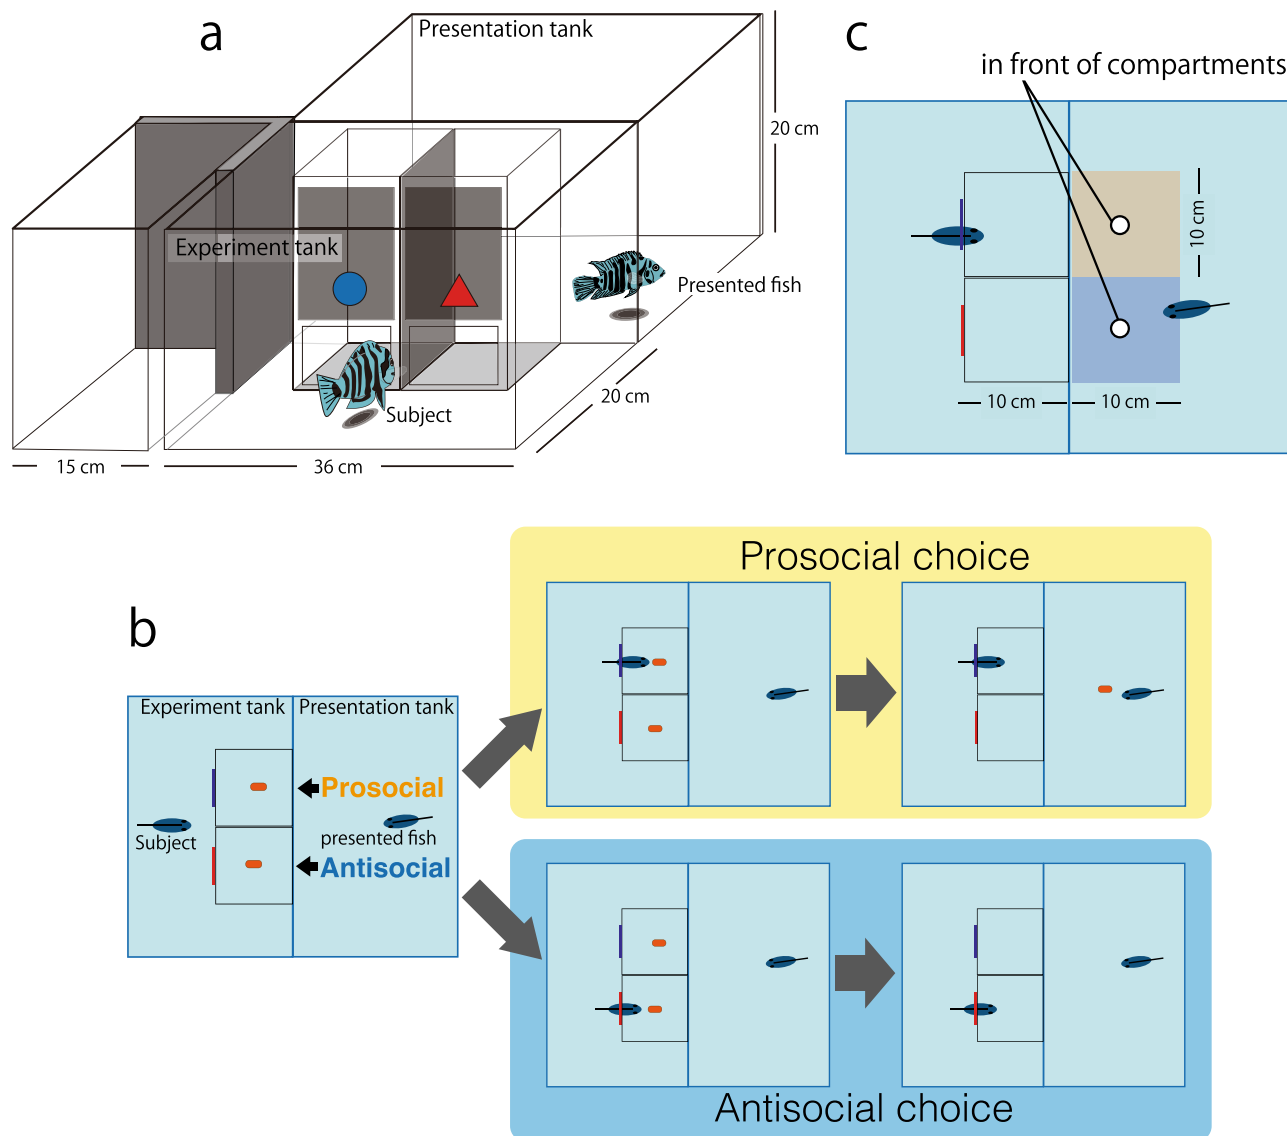 a
Presentation tank
20 cm
Experiment tank
Presented fish
Subject
20 cm
15 cm
36 cm
c
in front of compartments
10 cm
10 cm
10 cm
b
Experiment tank
Presentation tank
Prosocial
Subject
presented fish
Antisocial
Prosocial choice
Antisocial choice